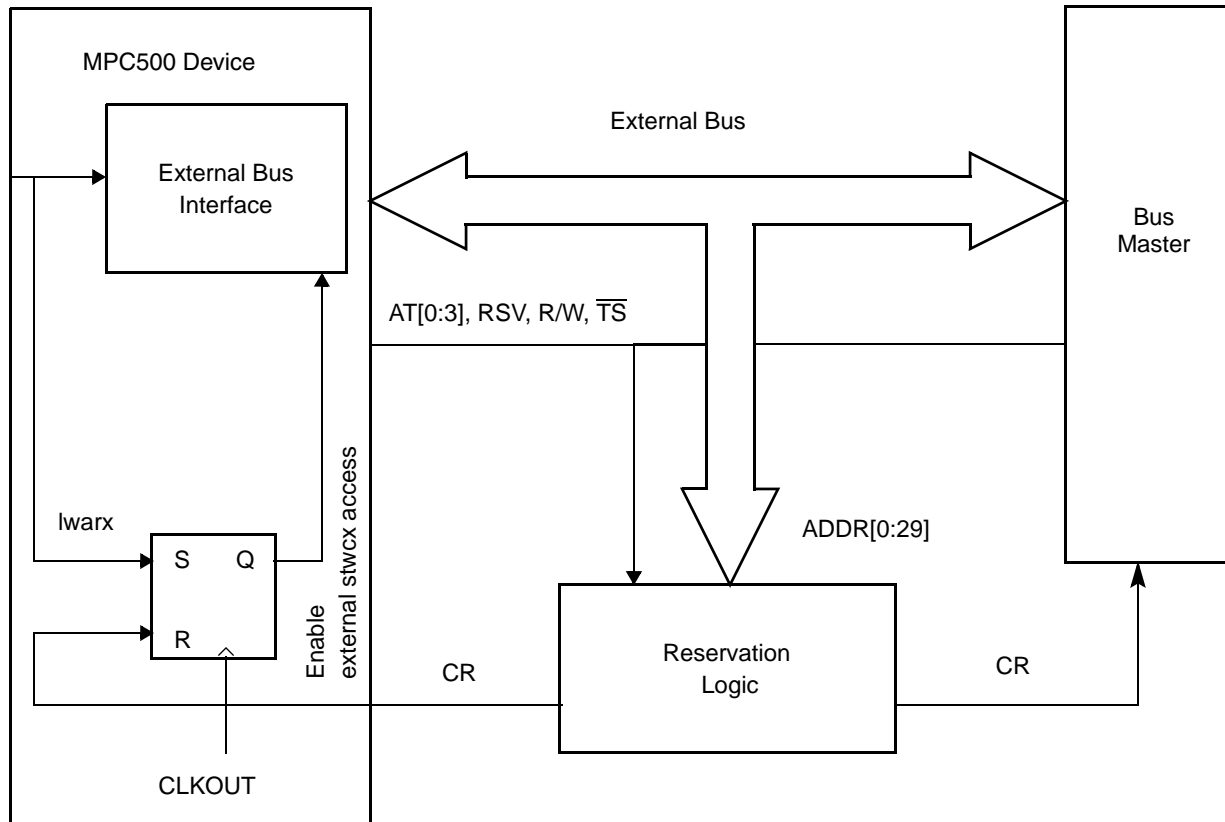 MPC500 Device
External Bus
External Bus
Interface
Bus
Master
AT[0:3], RSV, R/W, T̅S̅
lwarx
ADDR[0:29]
S
Q
R
Enable
external stwcx access
Reservation
Logic
CR
CR
CLKOUT